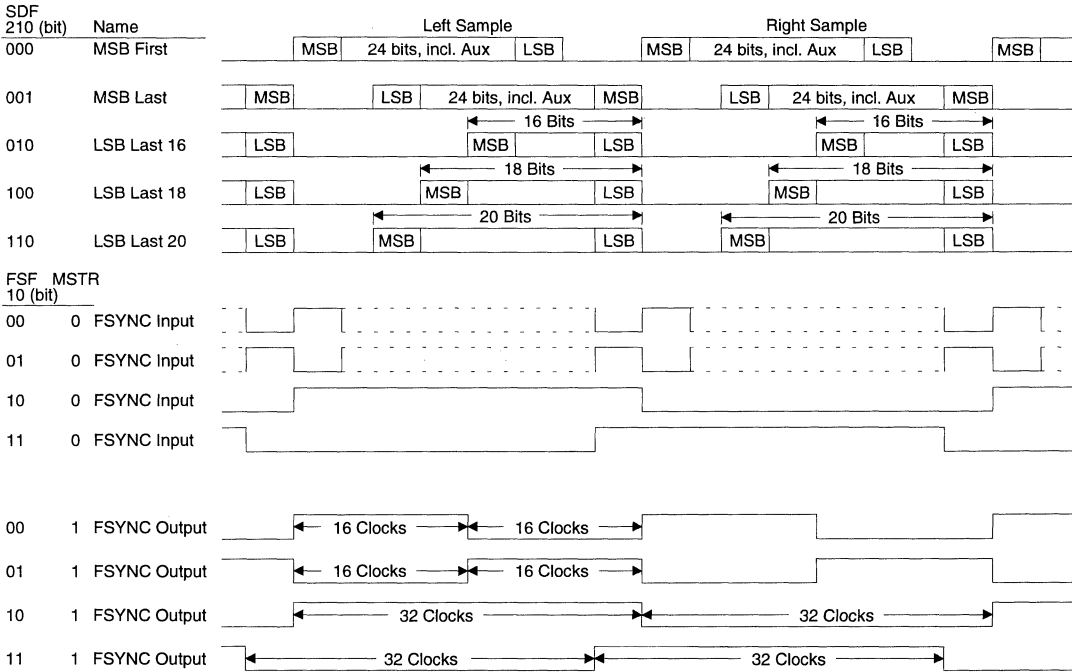 SDF
210 (bit) Name Left Sample Right Sample
000 MSB First MSB 24 bits, incl. Aux LSB MSB 24 bits, incl. Aux LSB MSB
001 MSB Last MSB LSB 24 bits, incl. Aux MSB LSB 24 bits, incl. Aux MSB
16 Bits 16 Bits
010 LSB Last 16 LSB MSB LSB MSB LSB
18 Bits 18 Bits
100 LSB Last 18 LSB MSB LSB MSB LSB
20 Bits 20 Bits
110 LSB Last 20 LSB MSB LSB MSB LSB
FSF MSTR
10 (bit)
00 0 FSYNC Input
01 0 FSYNC Input
10 0 FSYNC Input
11 0 FSYNC Input
00 1 FSYNC Output 16 Clocks 16 Clocks
01 1 FSYNC Output 16 Clocks 16 Clocks
10 1 FSYNC Output 32 Clocks 32 Clocks
11 1 FSYNC Output 32 Clocks 32 Clocks